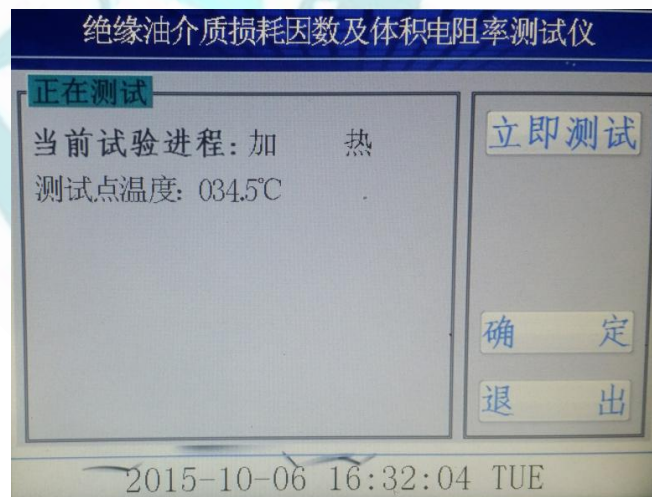 绝缘油介质损耗因数及体积电阻率测试仪
正在测试
当前试验进程: 加 热
测试点温度: 034.5℃
立即测试
确 定
退 出
2015-10-06 16:32:04 TUE